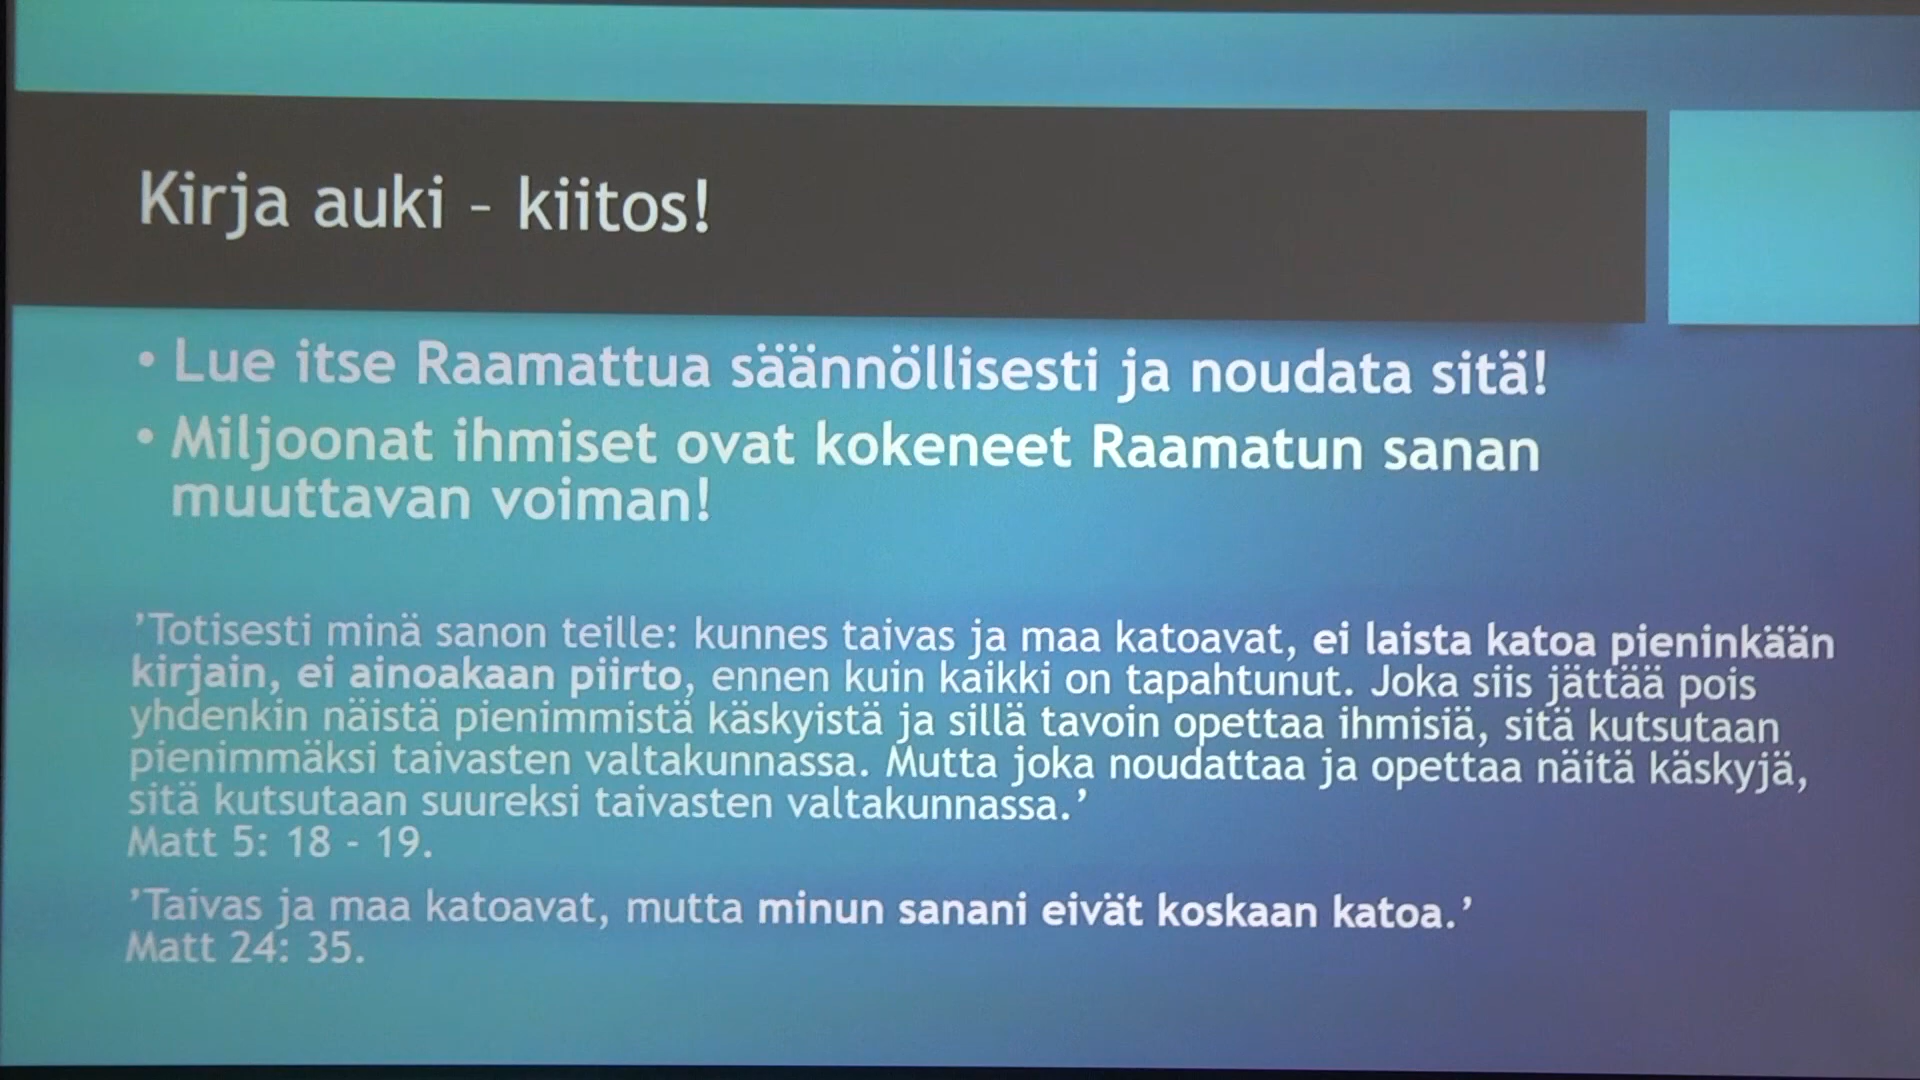 Kirja auki - kiitos!
• Lue itse Raamattua säännöllisesti ja noudata sitä!
• Miljoonat ihmiset ovat kokeneet Raamatun sanan
muuttavan voiman!
’Totisesti minä sanon teille: kunnes taivas ja maa katoavat, ei laista katoa pieninkään
kirjain, ei ainoakaan piirto, ennen kuin kaikki on tapahtunut. Joka siis jättää pois
yhdenkin näistä pienimmistä käskyistä ja sillä tavoin opettaa ihmisiä, sitä kutsutaan
pienimmäksi taivasten valtakunnassa. Mutta joka noudattaa ja opettaa näitä käskyjä,
sitä kutsutaan suureksi taivasten valtakunnassa.’
Matt 5: 18 - 19.
’Taivas ja maa katoavat, mutta minun sanani eivät koskaan katoa.’
Matt 24: 35.